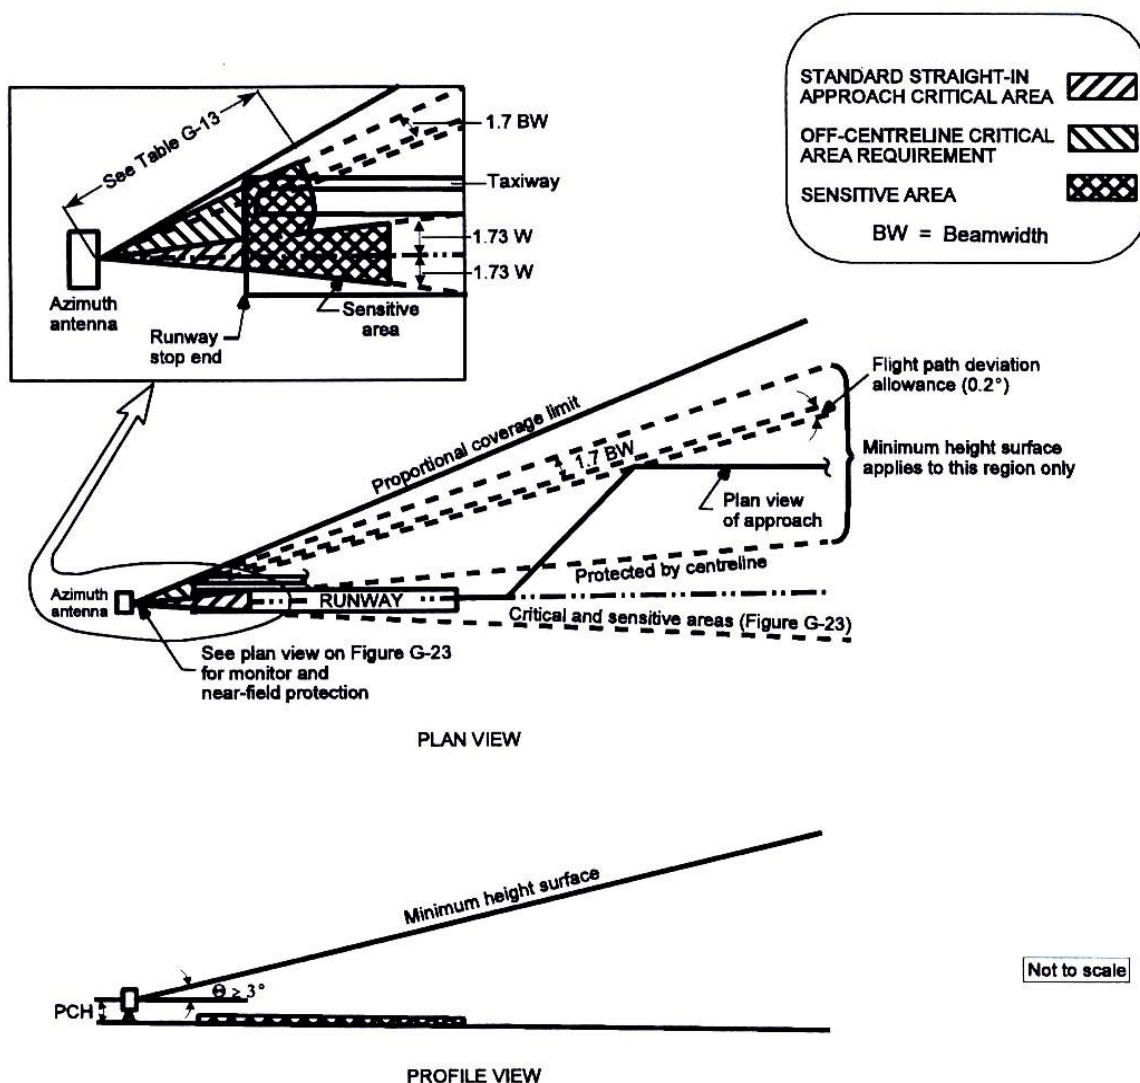 STANDARD STRAIGHT-IN
APPROACH CRITICAL AREA
OFF-CENTRELINE CRITICAL
AREA REQUIREMENT
SENSITIVE AREA
BW = Beamwidth
See Table G-13
1.7 BW
Taxiway
1.73 W
1.73 W
Azimuth
antenna
Sensitive
area
Runway
stop end
Flight path deviation
allowance (0.2°)
Proportional coverage limit
1.7 BW
Minimum height surface
applies to this region only
Plan view
of approach
Protected by centreline
Azimuth
antenna
RUNWAY
Critical and sensitive areas (Figure G-23)
See plan view on Figure G-23
for monitor and
near-field protection
PLAN VIEW
Minimum height surface
Not to scale
Θ ≥ 3°
PCH
PROFILE VIEW